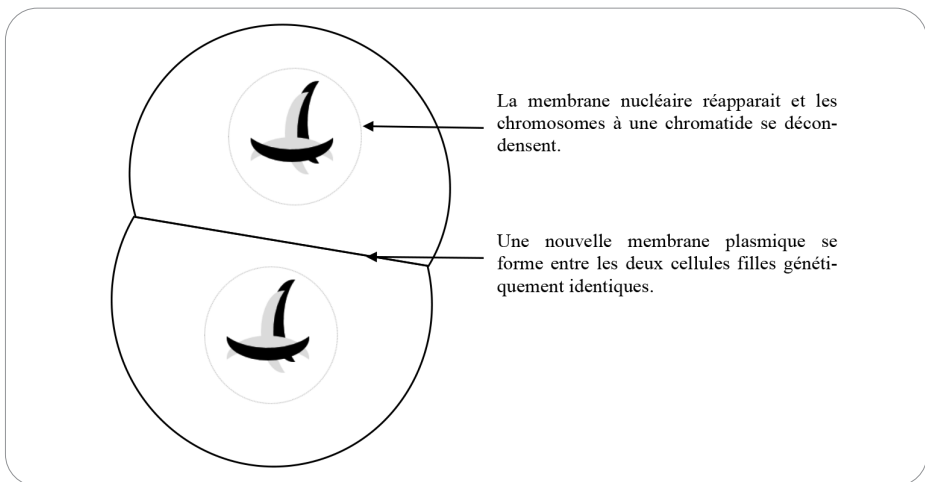 La membrane nucléaire réapparait et les
chromosomes à une chromatide se décon-
densent.
Une nouvelle membrane plasmique se
forme entre les deux cellules filles généti-
quement identiques.